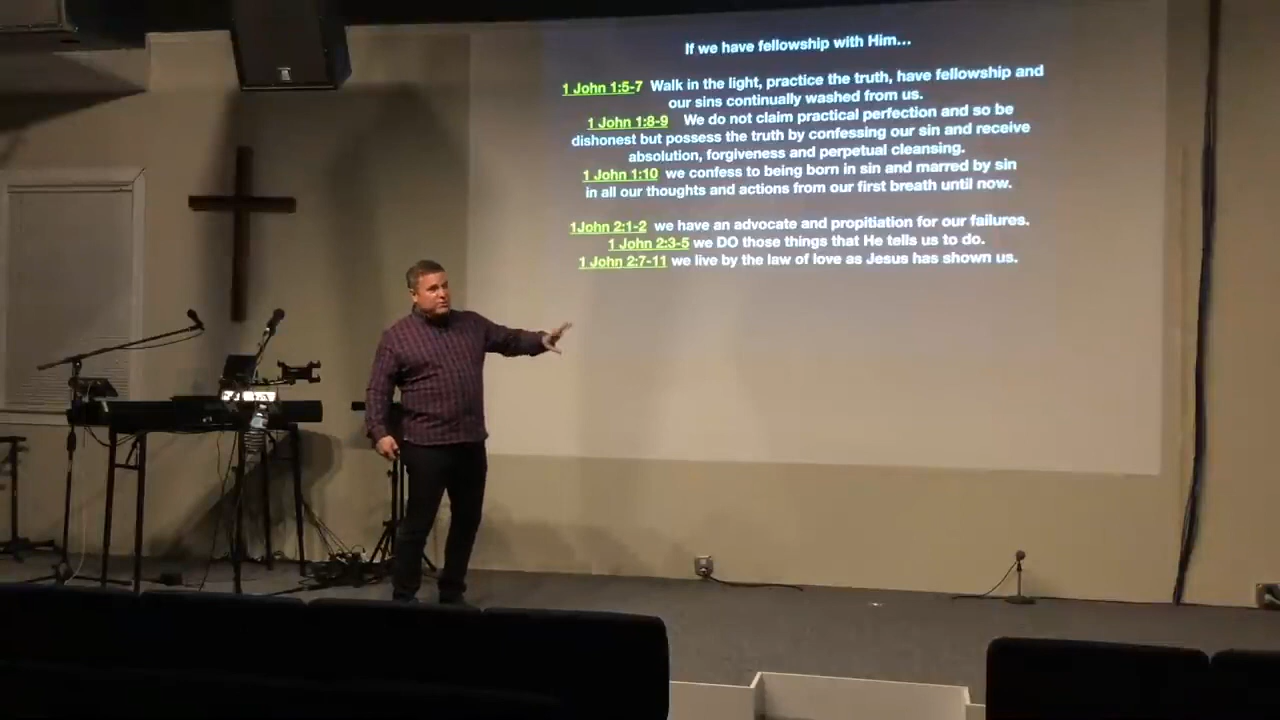 If we have fellowship with Him...
1 John 1:5-7 Walk in the light, practice the truth, have fellowship and
our sins continually washed from us.
1 John 1:8-9 We do not claim practical perfection and so be
dishonest but possess the truth by confessing our sin and receive
absolution, forgiveness and perpetual cleansing.
1 John 1:10 we confess to being born in sin and marred by sin
in all our thoughts and actions from our first breath until now.
1John 2:1-2 we have an advocate and propitiation for our failures.
1 John 2:3-5 we DO those things that He tells us to do.
1 John 2:7-11 we live by the law of love as Jesus has shown us.